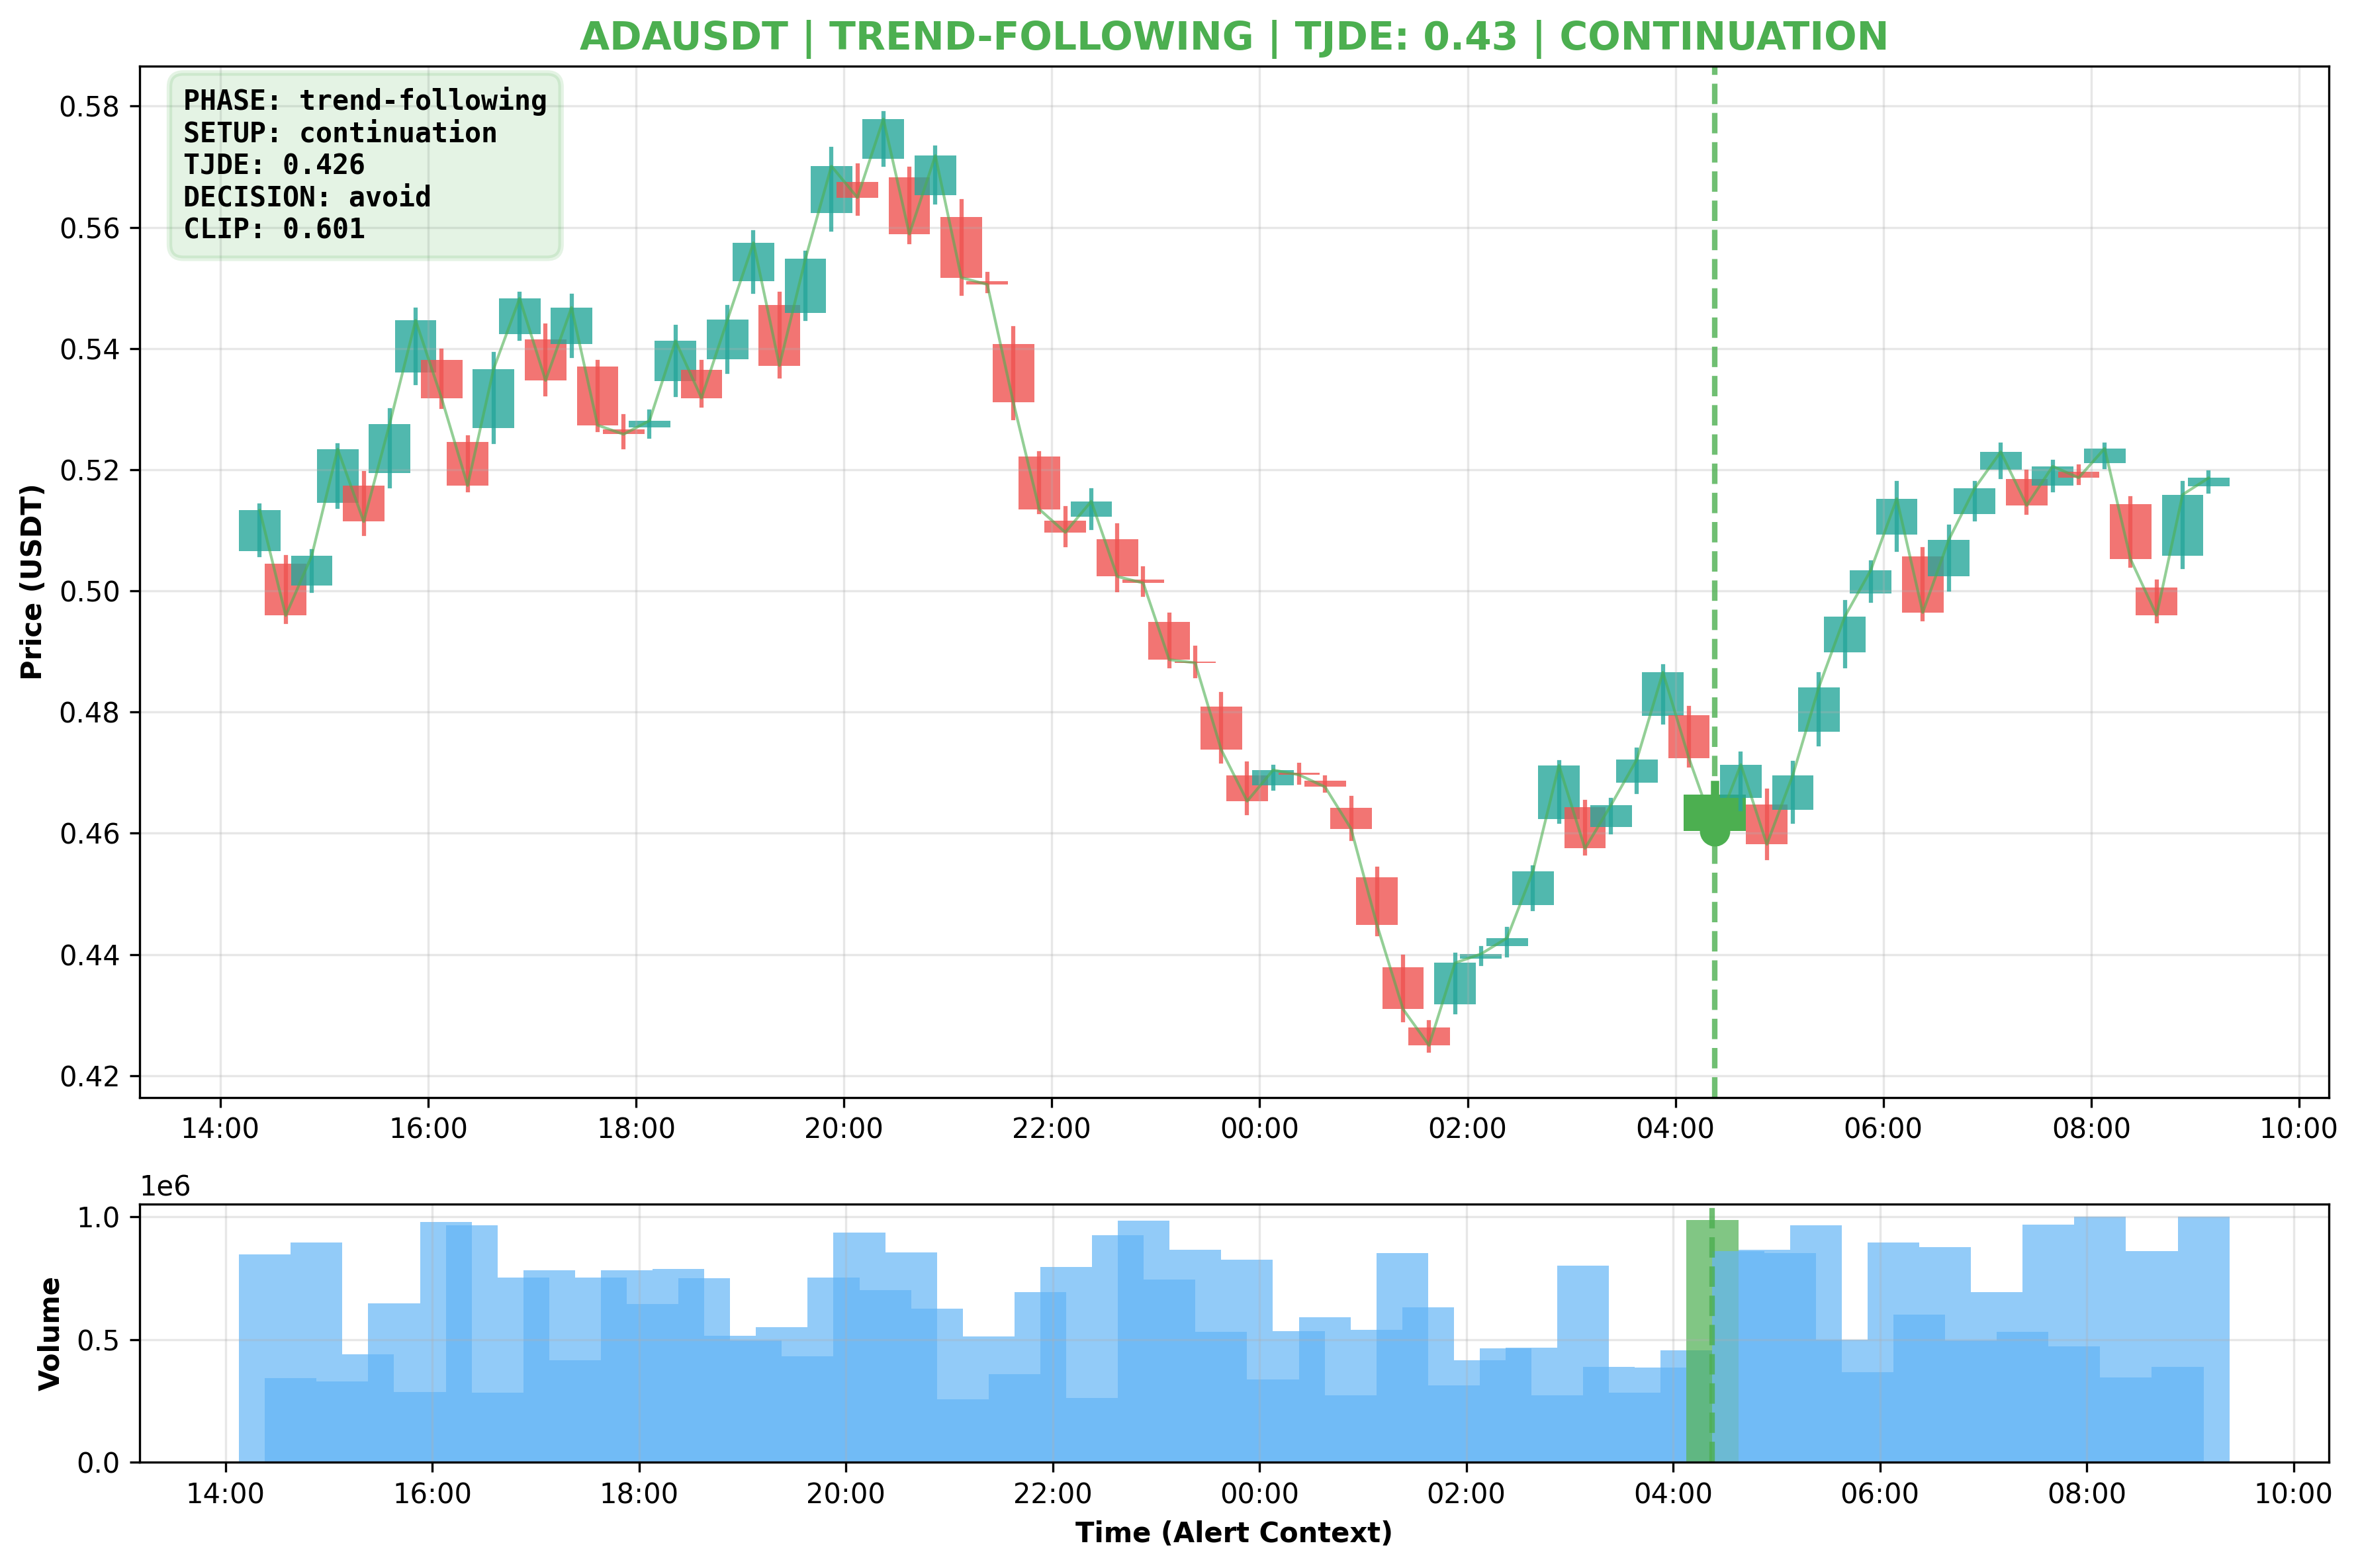 ADAUSDT | TREND-FOLLOWING | TJDE: 0.43 | CONTINUATION
PHASE: trend-following
SETUP: continuation
TJDE: 0.426
DECISION: avoid
CLIP: 0.601
Price (USDT)
0.58
0.56
0.54
0.52
0.50
0.48
0.46
0.44
0.42
14:00 16:00 18:00 20:00 22:00 00:00 02:00 04:00 06:00 08:00 10:00
1e6
Volume
1.0
0.5
0.0
14:00 16:00 18:00 20:00 22:00 00:00 02:00 04:00 06:00 08:00 10:00
Time (Alert Context)